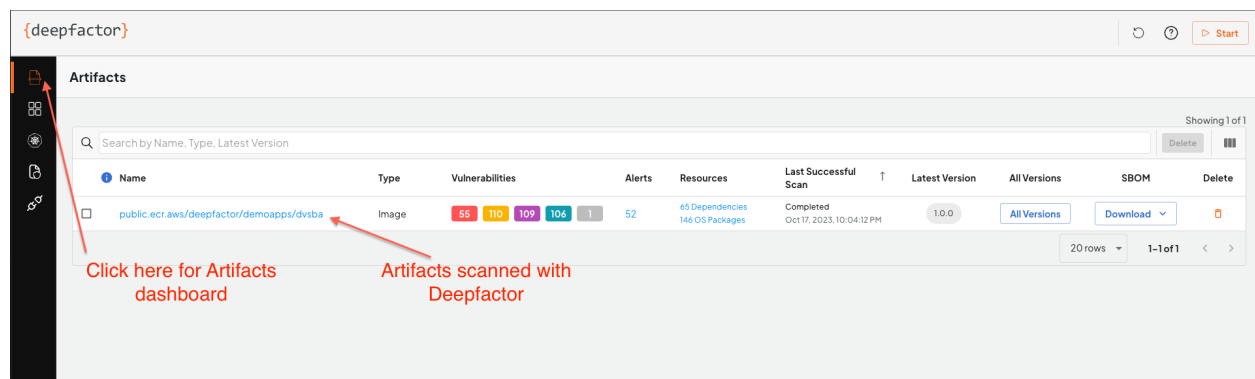 {deepfactor}
Start
Artifacts
Showing 1 of 1
Search by Name, Type, Latest Version
Delete
Name
Type
Vulnerabilities
Alerts
Resources
Last Successful
Scan
Latest Version
All Versions
SBOM
Delete
public.ecr.aws/deepfactor/demoapps/dvsba
Image
55
110
109
106
1
52
65 Dependencies
146 OS Packages
Completed
Oct 17, 2023, 10:04:12 PM
1.0.0
All Versions
Download
20 rows
1-1 of 1
Click here for Artifacts
dashboard
Artifacts scanned with
Deepfactor